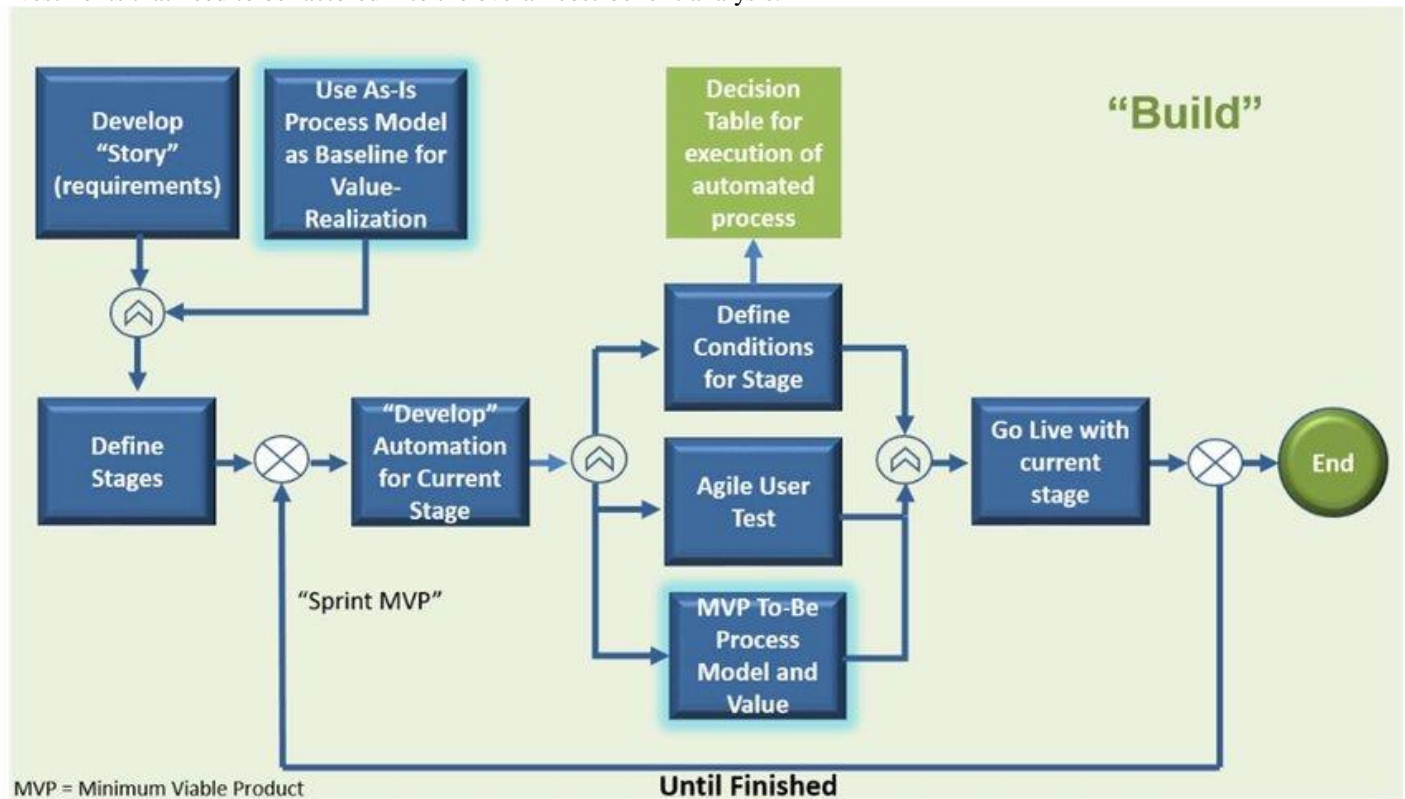 Develop
“Story”
(requirements)
Use As-Is
Process Model
as Baseline for
Value-
Realization
Decision
Table for
execution of
automated
process
“Build”
Define
Stages
“Develop”
Automation
for Current
Stage
Define
Conditions
for Stage
Agile User
Test
MVP To-Be
Process
Model and
Value
Go Live with
current
stage
End
“Sprint MVP”
MVP = Minimum Viable Product
Until Finished